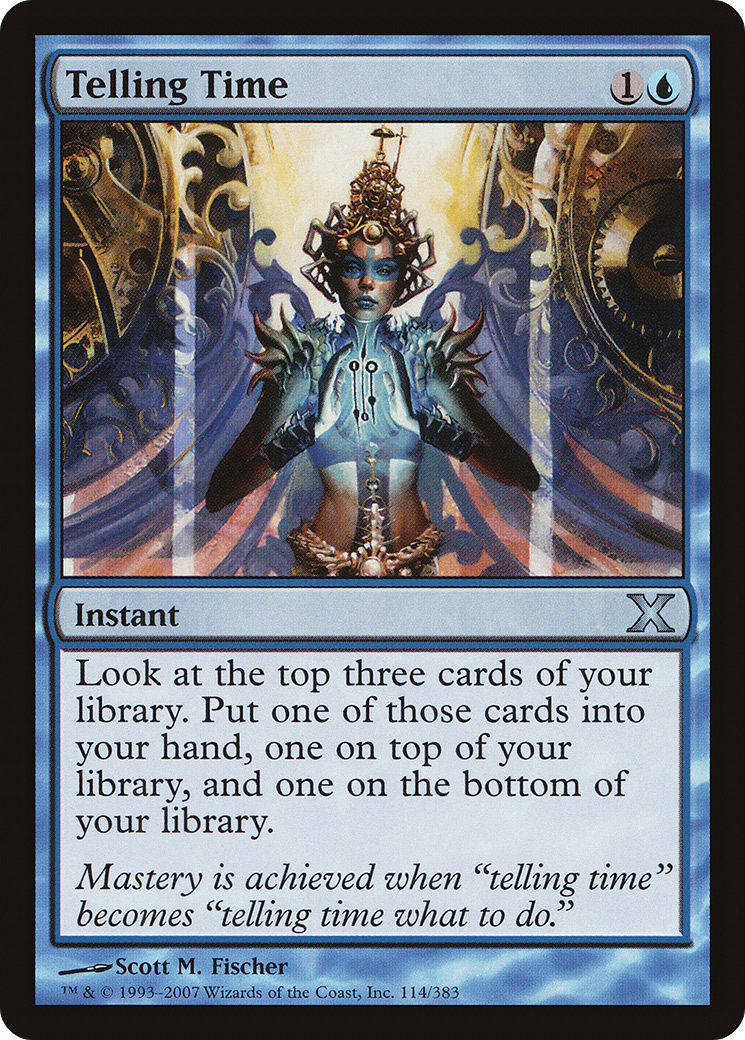 Telling Time
1
Instant
X
Look at the top three cards of your
library. Put one of those cards into
your hand, one on top of your
library, and one on the bottom of
your library.
Mastery is achieved when “telling time”
becomes “telling time what to do.”
Scott M. Fischer
™ & © 1993–2007 Wizards of the Coast, Inc. 114/383